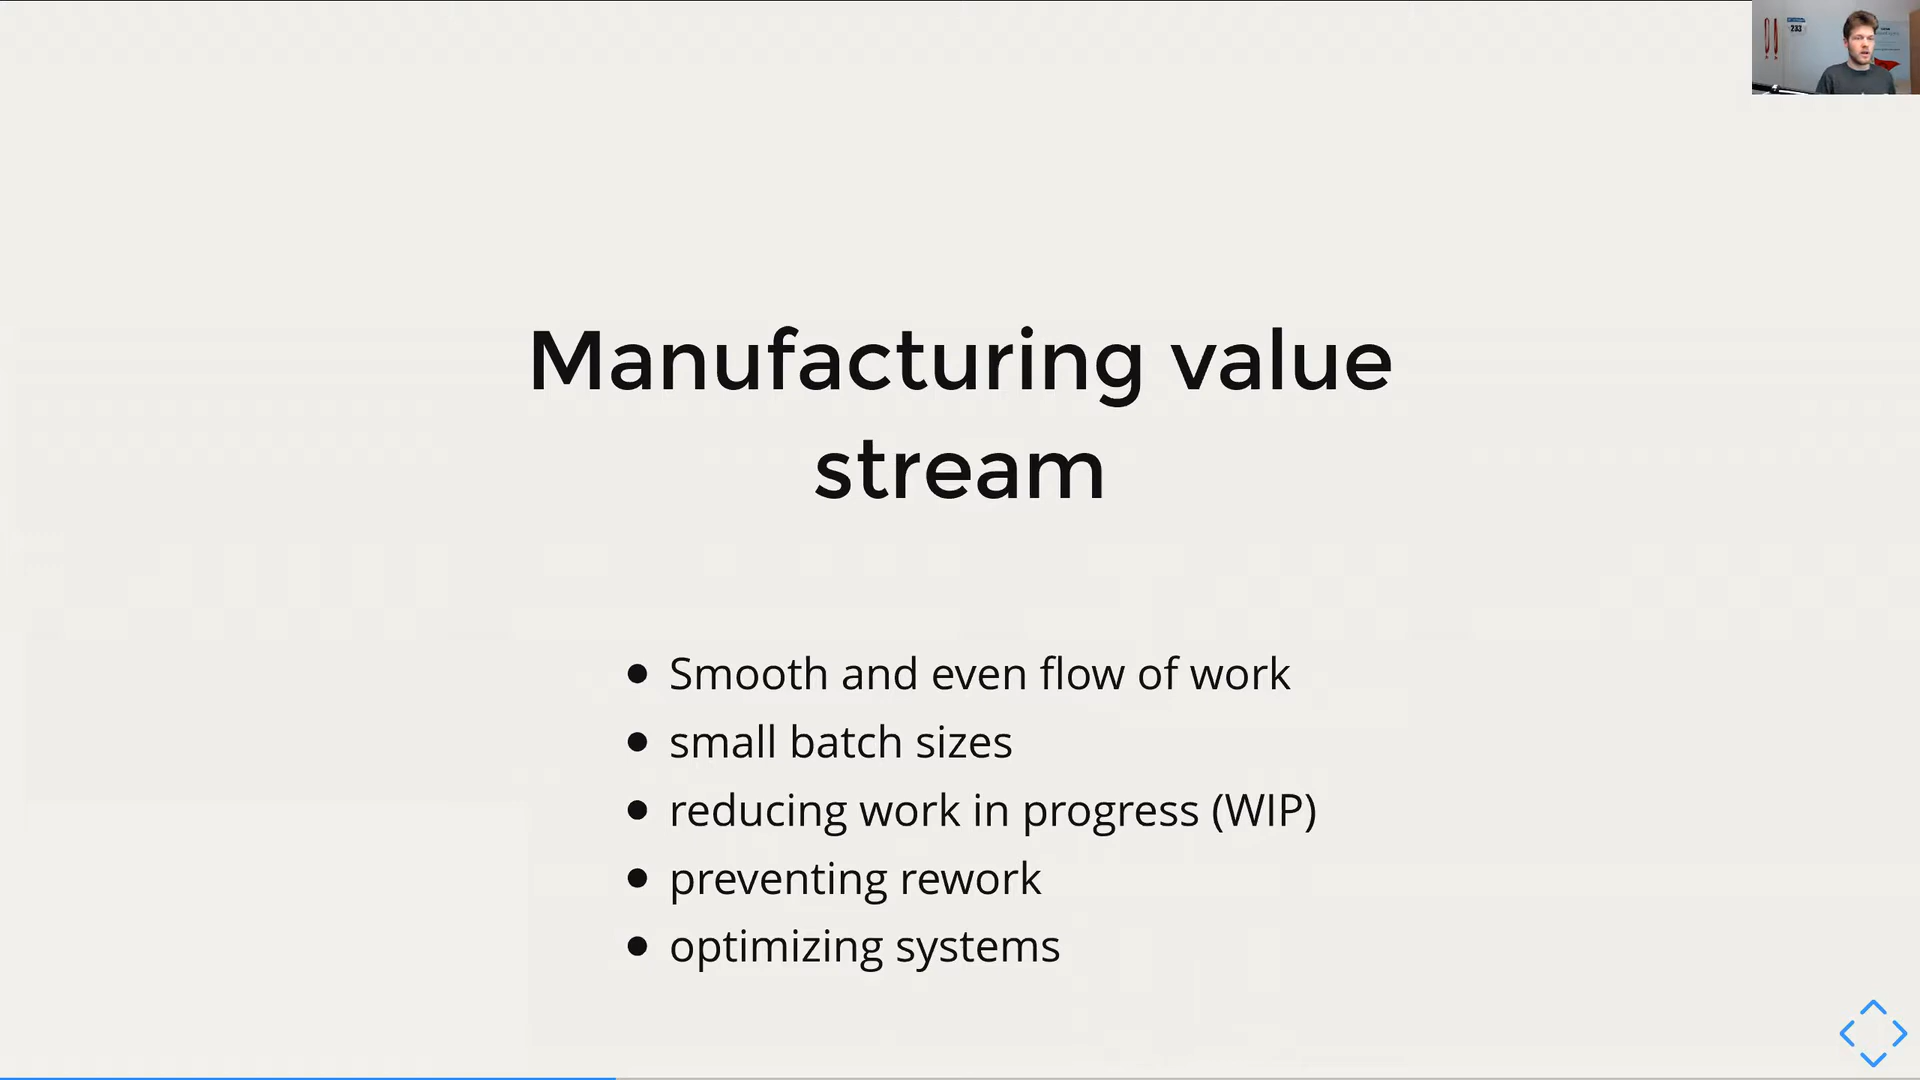 233
Manufacturing value
stream
Smooth and even flow of work
small batch sizes
reducing work in progress (WIP)
preventing rework
optimizing systems